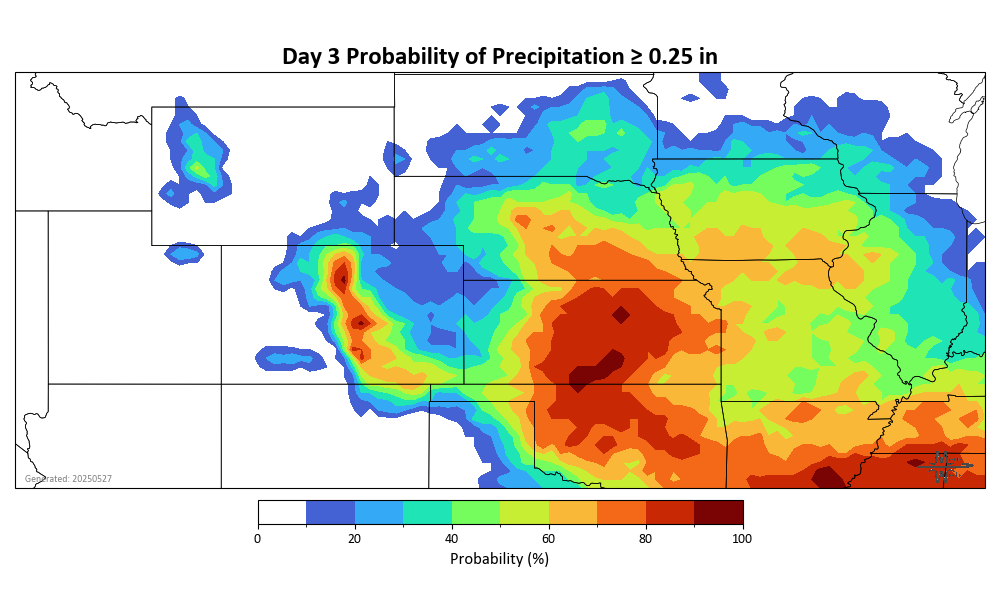 Day 3 Probability of Precipitation ≥ 0.25 in
Generated: 20250527
0 20 40 60 80 100
Probability (%)